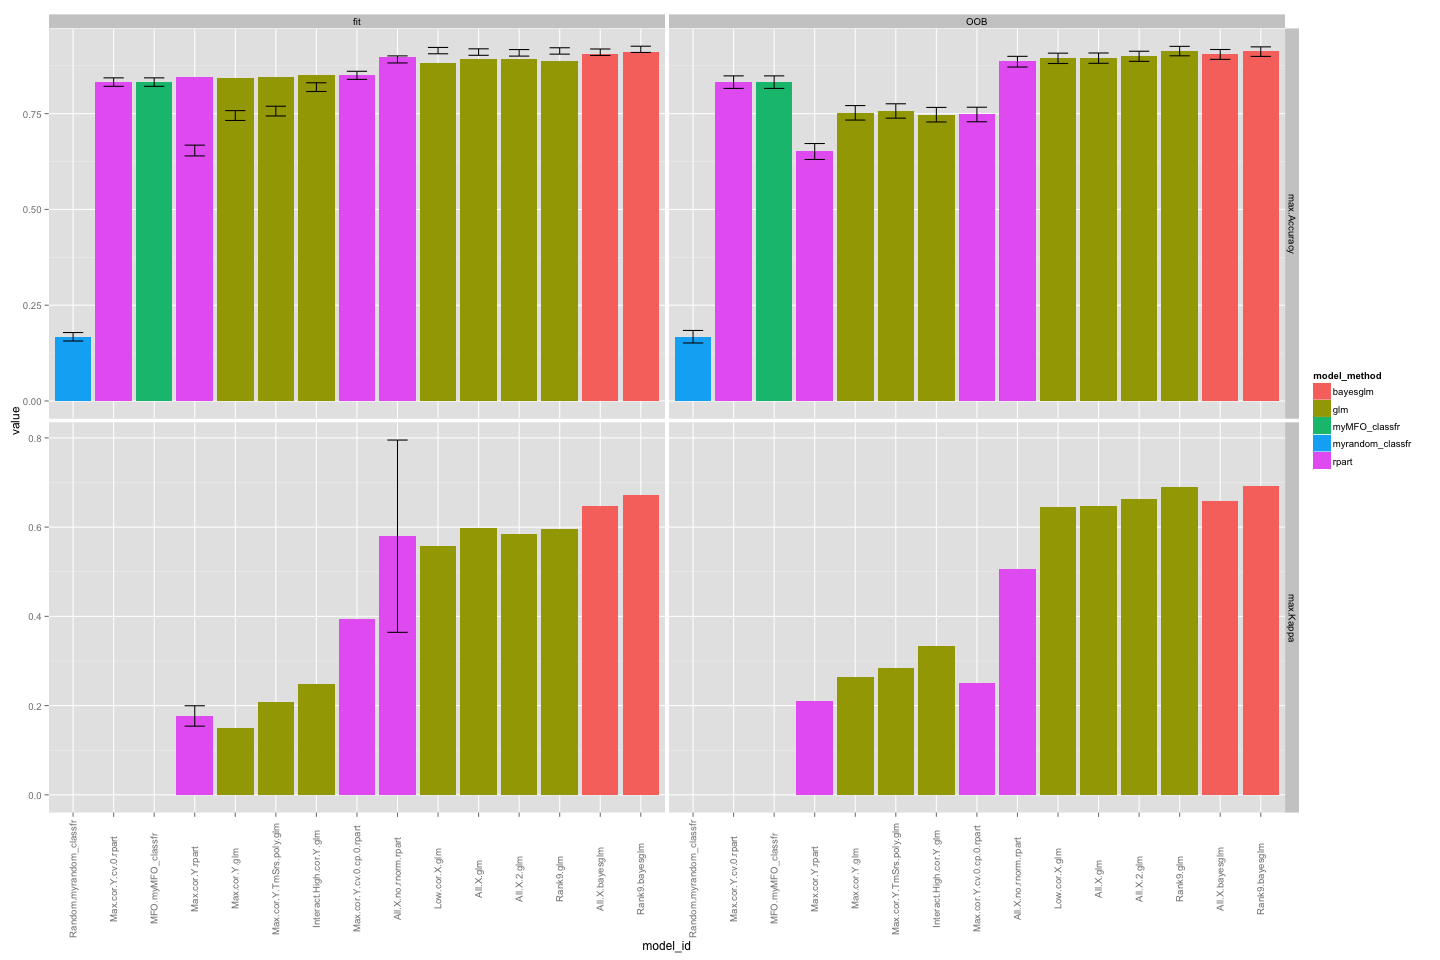 fit
OOB
0.75
0.50
0.25
0.00
max.Accuracy
value
0.8
0.6
0.4
0.2
0.0
max.Kappa
Random.myrandom_classfr
Max.cor.Y.cv.0.rpart
MFO.myMFO_classfr
Max.cor.Y.rpart
Max.cor.Y.glm
Max.cor.Y.TmSrs.poly.glm
Interact.High.cor.Y.glm
Max.cor.Y.cv.0.cp.0.rpart
All.X.no.rnorm.rpart
Low.cor.X.glm
All.X.glm
All.X.2.glm
Rank9.glm
All.X.bayesglm
Rank9.bayesglm
Random.myrandom_classfr
Max.cor.Y.cv.0.rpart
MFO.myMFO_classfr
Max.cor.Y.rpart
Max.cor.Y.glm
Max.cor.Y.TmSrs.poly.glm
Interact.High.cor.Y.glm
Max.cor.Y.cv.0.cp.0.rpart
All.X.no.rnorm.rpart
Low.cor.X.glm
All.X.glm
All.X.2.glm
Rank9.glm
All.X.bayesglm
Rank9.bayesglm
model_id
model_method
bayesglm
glm
myMFO_classfr
myrandom_classfr
rpart